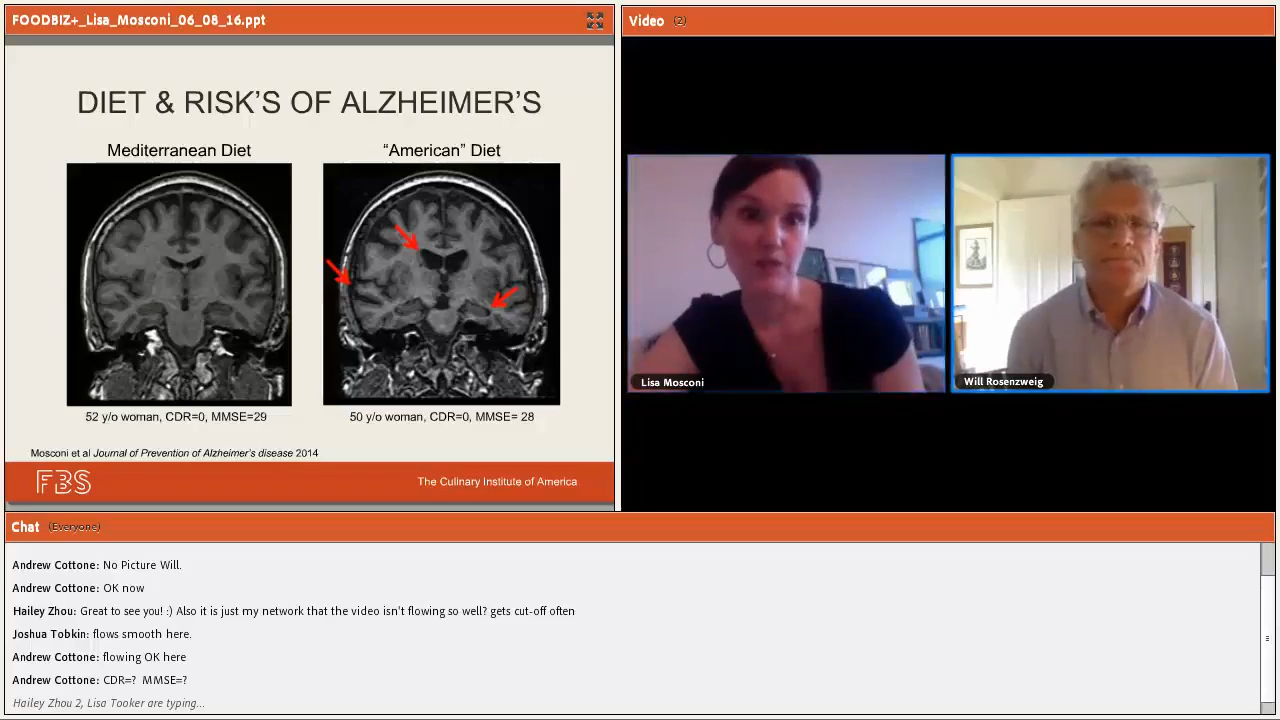 FOODBIZ+_Lisa_Mosconi_06_08_16.ppt
DIET & RISK'S OF ALZHEIMER'S
Mediterranean Diet
“American” Diet
52 y/o woman, CDR=0, MMSE=29
50 y/o woman, CDR=0, MMSE= 28
Mosconi et al Journal of Prevention of Alzheimer's disease 2014
FBS
The Culinary Institute of America
Video (2)
Lisa Mosconi
Will Rosenzweig
Chat (Everyone)
Andrew Cottone: No Picture Will.
Andrew Cottone: OK now
Hailey Zhou: Great to see you! :) Also it is just my network that the video isn't flowing so well? gets cut-off often
Joshua Tobkin: flows smooth here.
Andrew Cottone: flowing OK here
Andrew Cottone: CDR=? MMSE=?
Hailey Zhou 2, Lisa Tooker are typing...